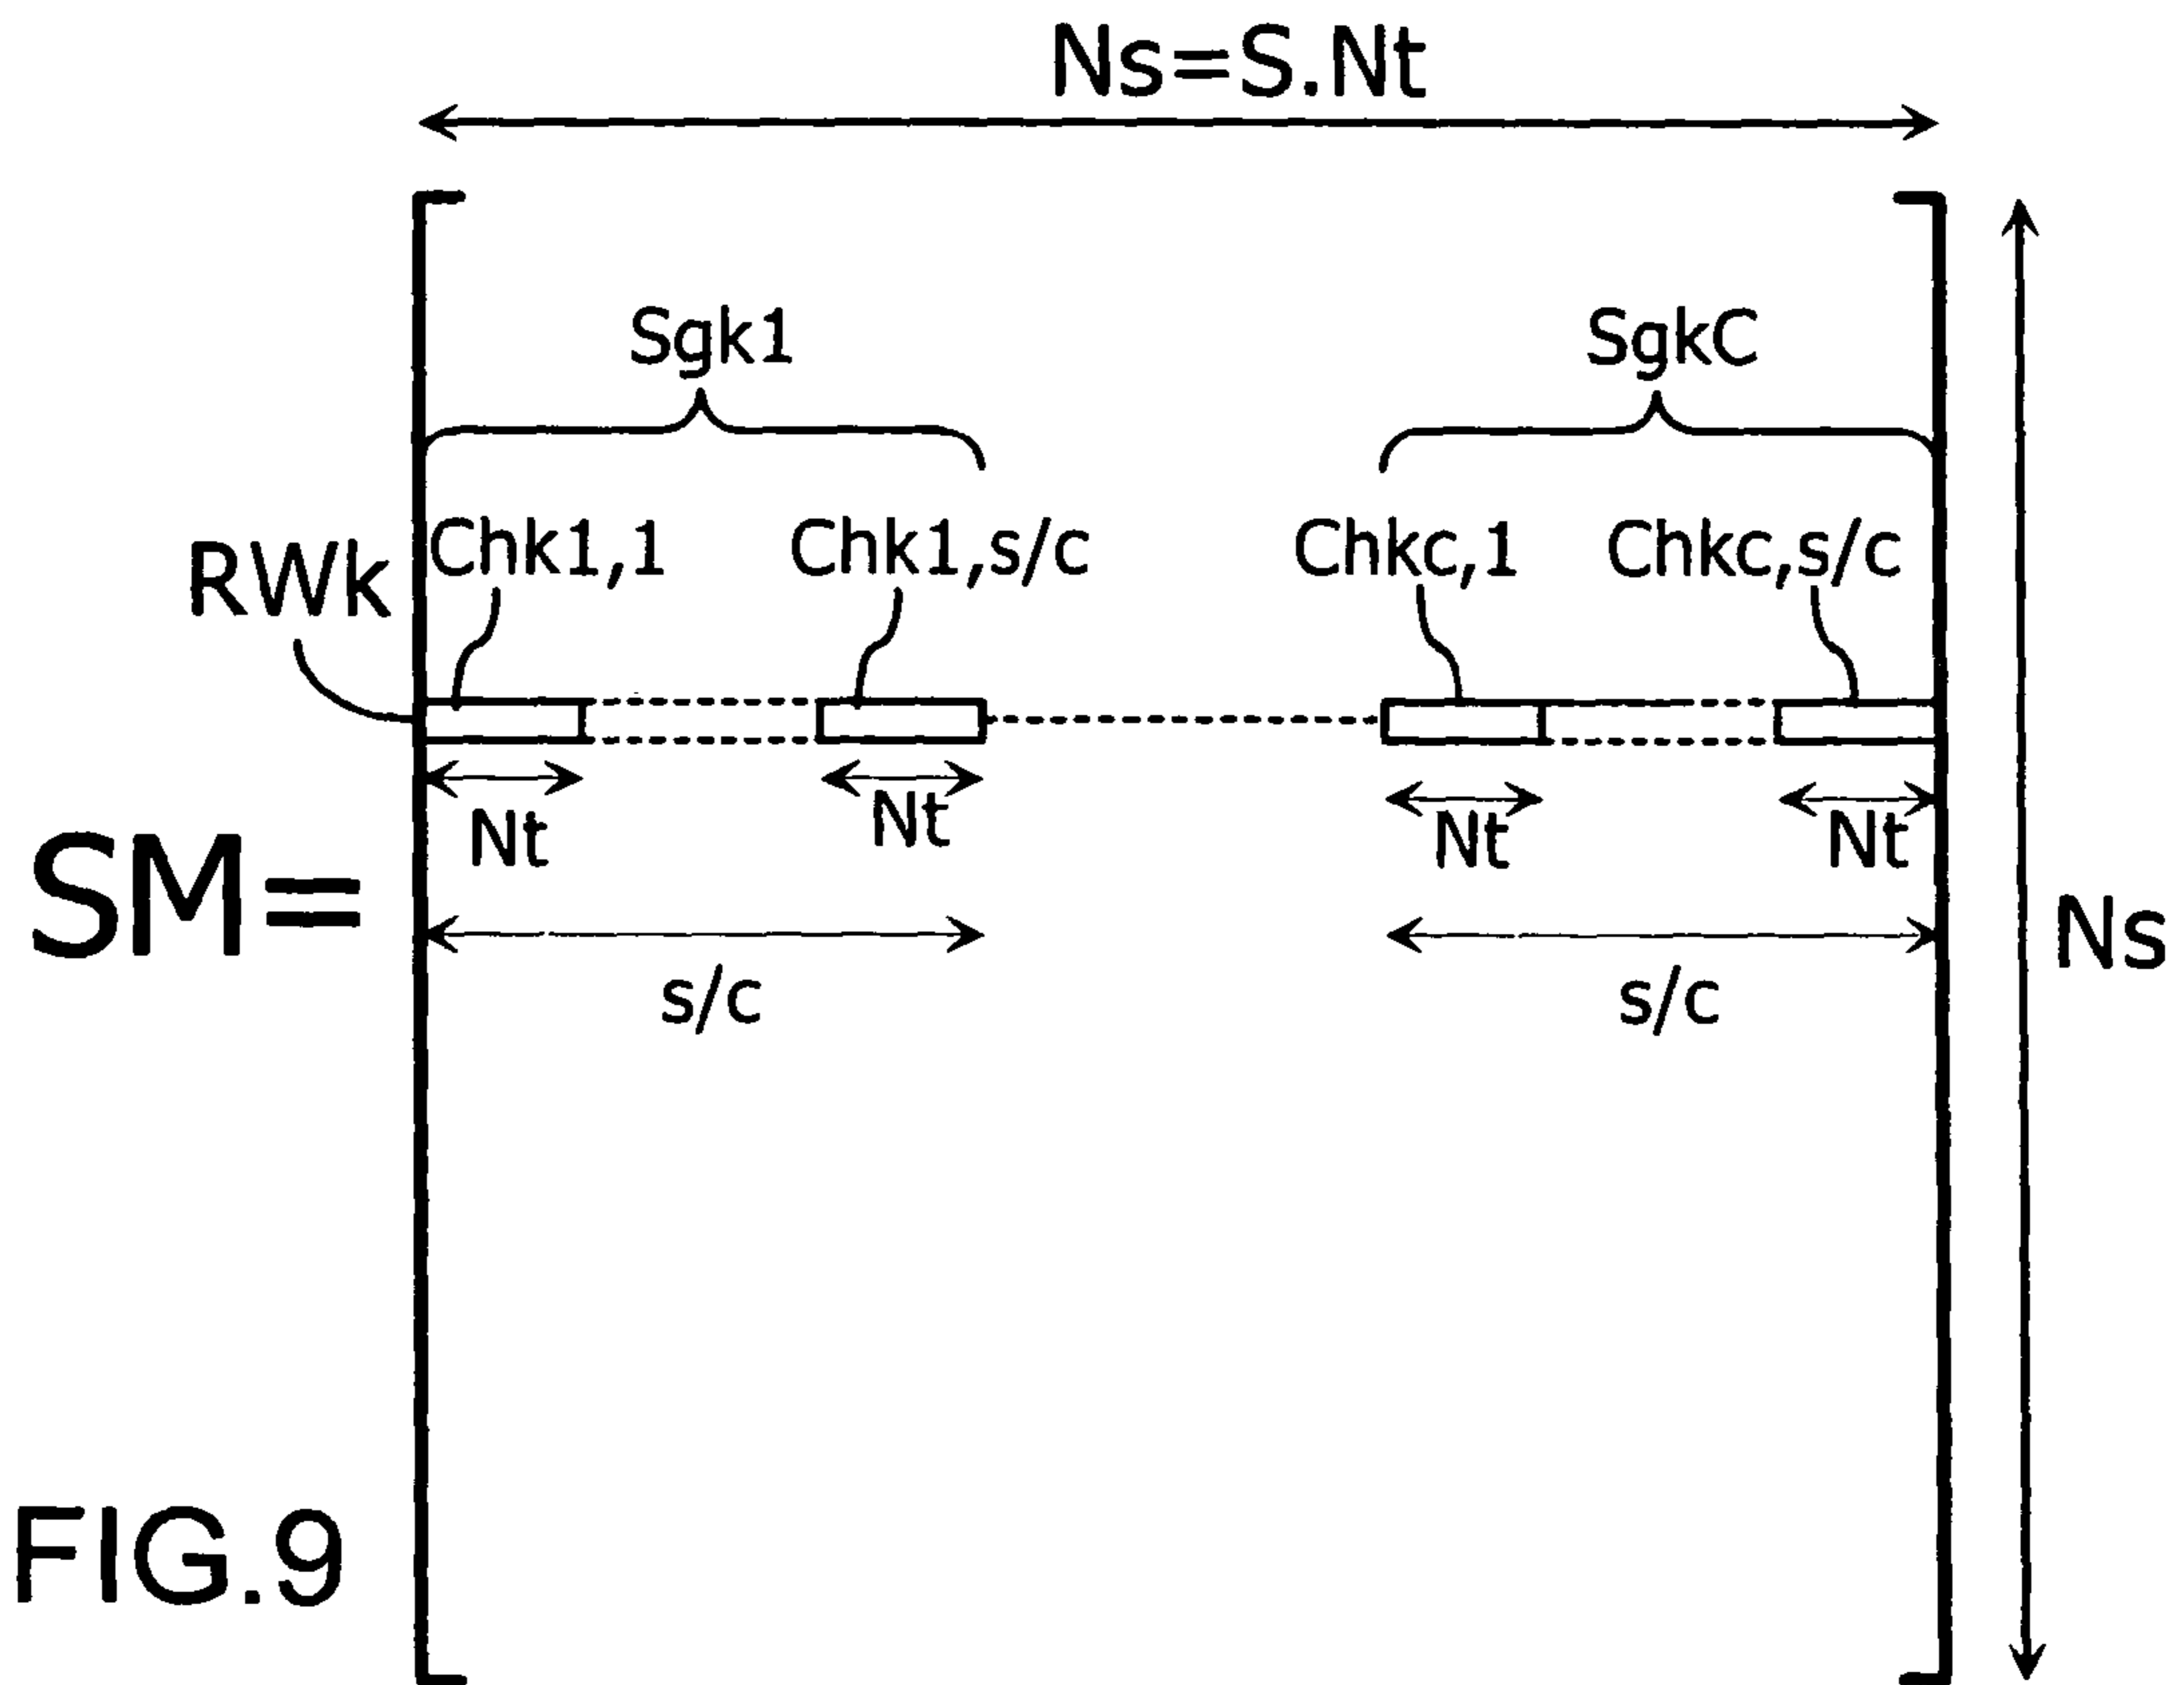 Ns=S.Nt
Sgk1
SgkC
RWk
Chk1,1
Chk1,s/c
Chkc,1
Chkc,s/c
Nt
Nt
Nt
Nt
SM=
Ns
s/c
s/c
FIG.9